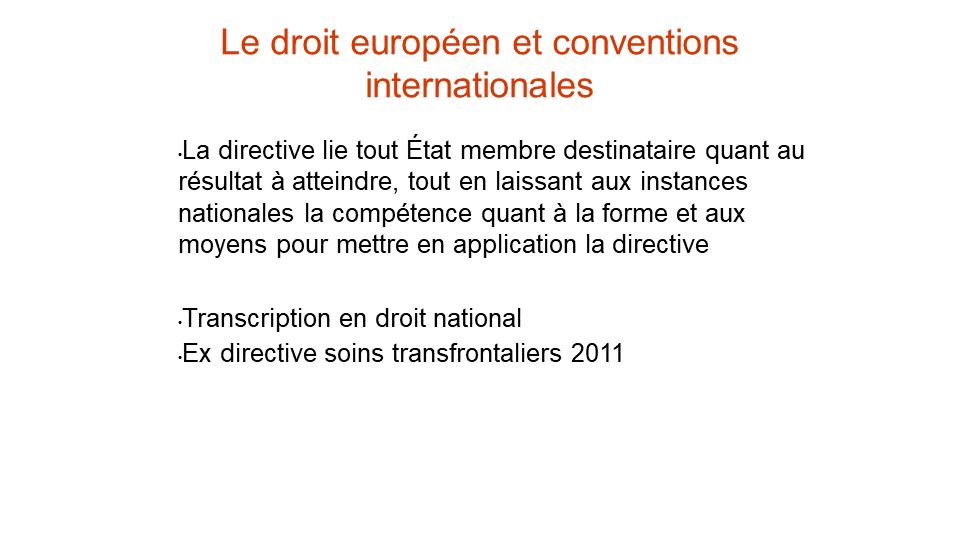 Le droit européen et conventions
internationales
•La directive lie tout État membre destinataire quant au
résultat à atteindre, tout en laissant aux instances
nationales la compétence quant à la forme et aux
moyens pour mettre en application la directive
•Transcription en droit national
•Ex directive soins transfrontaliers 2011